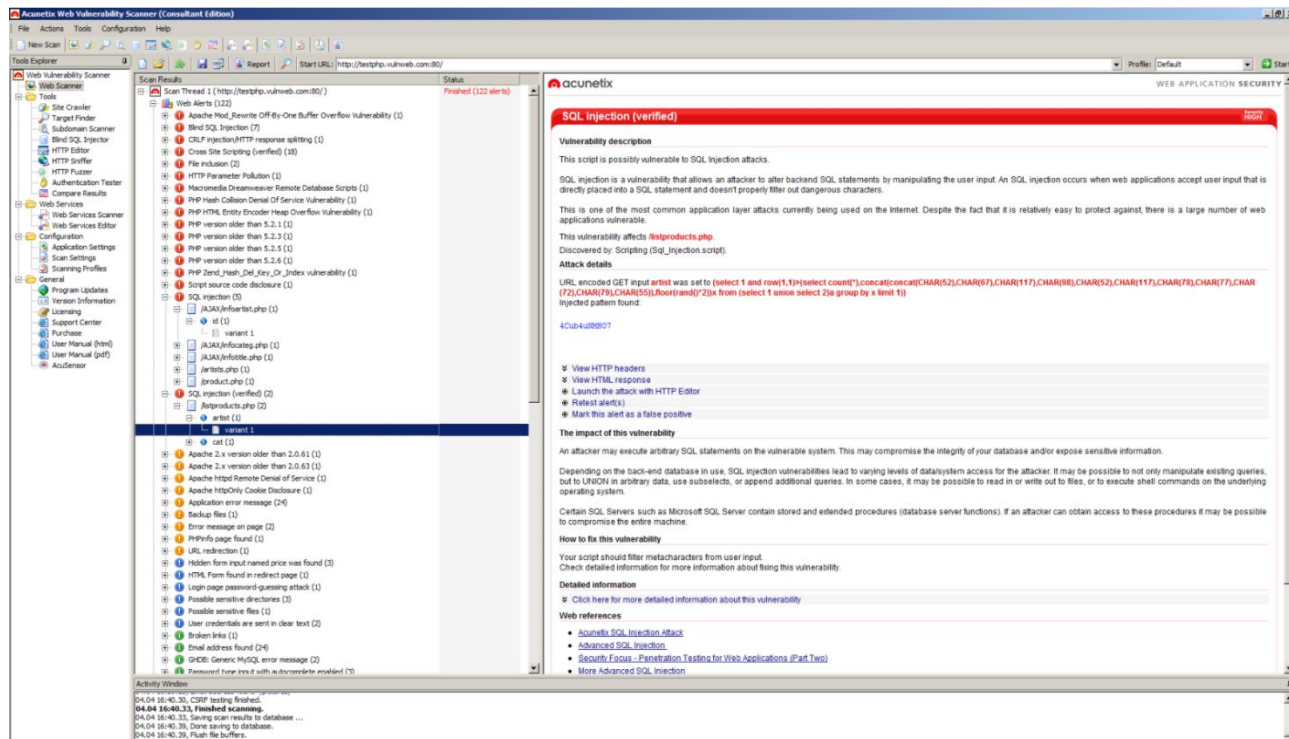 Acunetix Web Vulnerability Scanner (Consultant Edition)
File Actions Tools Configuration Help
New Scan
Tools Explorer
Report
Start URL: http://testphp.vulnweb.com:80/
Profile: Default
Start
Web Vulnerability Scanner
Web Scanner
Tools
Site Crawler
Target Finder
Subdomain Scanner
Blind SQL Injector
HTTP Editor
HTTP Sniffer
HTTP Fuzzer
Authentication Tester
Compare Results
Web Services
Web Services Scanner
Web Services Editor
Configuration
Application Settings
Scan Settings
Scanning Profiles
General
Program Updates
Version Information
Licensing
Support Center
Purchase
User Manual (html)
User Manual (pdf)
AcuSensor
Scan Results Status
Scan Thread 1 ( http://testphp.vulnweb.com:80/ ) Finished (122 alerts)
Web Alerts (122)
Apache Mod_Rewrite Off-By-One Buffer Overflow Vulnerability (1)
Blind SQL Injection (7)
CRLF injection/HTTP response splitting (1)
Cross Site Scripting (verified) (18)
File inclusion (2)
HTTP Parameter Pollution (1)
Macromedia Dreamweaver Remote Database Scripts (1)
PHP Hash Collision Denial Of Service Vulnerability (1)
PHP HTML Entity Encoder Heap Overflow Vulnerability (1)
PHP version older than 5.2.1 (1)
PHP version older than 5.2.3 (1)
PHP version older than 5.2.5 (1)
PHP version older than 5.2.6 (1)
PHP Zend_Hash_Del_Key_Or_Index vulnerability (1)
Script source code disclosure (1)
SQL injection (5)
/AJAX/infoartist.php (1)
id (1)
variant 1
/AJAX/infocateg.php (1)
/AJAX/infotitle.php (1)
/artists.php (1)
/product.php (1)
SQL injection (verified) (2)
/listproducts.php (2)
artist (1)
variant 1
cat (1)
Apache 2.x version older than 2.0.61 (1)
Apache 2.x version older than 2.0.63 (1)
Apache httpd Remote Denial of Service (1)
Apache httpOnly Cookie Disclosure (1)
Application error message (24)
Backup files (1)
Error message on page (2)
PHPinfo page found (1)
URL redirection (1)
Hidden form input named price was found (3)
HTML Form found in redirect page (1)
Login page password-guessing attack (1)
Possible sensitive directories (3)
Possible sensitive files (1)
User credentials are sent in clear text (2)
Broken links (1)
Email address found (24)
GHDB: Generic MySQL error message (2)
Password type input with autocomplete enabled (3)
acunetix WEB APPLICATION SECURITY
SQL injection (verified)
HIGH
Vulnerability description
This script is possibly vulnerable to SQL Injection attacks.
SQL injection is a vulnerability that allows an attacker to alter backend SQL statements by manipulating the user input. An SQL injection occurs when web applications accept user input that is
directly placed into a SQL statement and doesn't properly filter out dangerous characters.
This is one of the most common application layer attacks currently being used on the Internet. Despite the fact that it is relatively easy to protect against, there is a large number of web
applications vulnerable.
This vulnerability affects /listproducts.php.
Discovered by: Scripting (Sql_Injection.script).
Attack details
URL encoded GET input artist was set to (select 1 and row(1,1)>(select count(*),concat(concat(CHAR(52),CHAR(67),CHAR(117),CHAR(98),CHAR(52),CHAR(117),CHAR(78),CHAR(77),CHAR
(72),CHAR(79),CHAR(55)),floor(rand()*2))x from (select 1 union select 2)a group by x limit 1))
Injected pattern found:
View HTTP headers
View HTML response
Launch the attack with HTTP Editor
Retest alert(s)
Mark this alert as a false positive
The impact of this vulnerability
An attacker may execute arbitrary SQL statements on the vulnerable system. This may compromise the integrity of your database and/or expose sensitive information.
Depending on the back-end database in use, SQL injection vulnerabilities lead to varying levels of data/system access for the attacker. It may be possible to not only manipulate existing queries,
but to UNION in arbitrary data, use subselects, or append additional queries. In some cases, it may be possible to read in or write out to files, or to execute shell commands on the underlying
operating system.
Certain SQL Servers such as Microsoft SQL Server contain stored and extended procedures (database server functions). If an attacker can obtain access to these procedures it may be possible
to compromise the entire machine.
How to fix this vulnerability
Your script should filter metacharacters from user input.
Check detailed information for more information about fixing this vulnerability.
Detailed information
Click here for more detailed information about this vulnerability
Web references
Acunetix SQL Injection Attack
Advanced SQL Injection
Security Focus - Penetration Testing for Web Applications (Part Two)
More Advanced SQL Injection
Activity Window
04.04 16:40.30, CSRF testing finished.
04.04 16:40.33, Finished scanning.
04.04 16:40.33, Saving scan results to database ...
04.04 16:40.39, Done saving to database.
04.04 16:40.39, Flush file buffers.